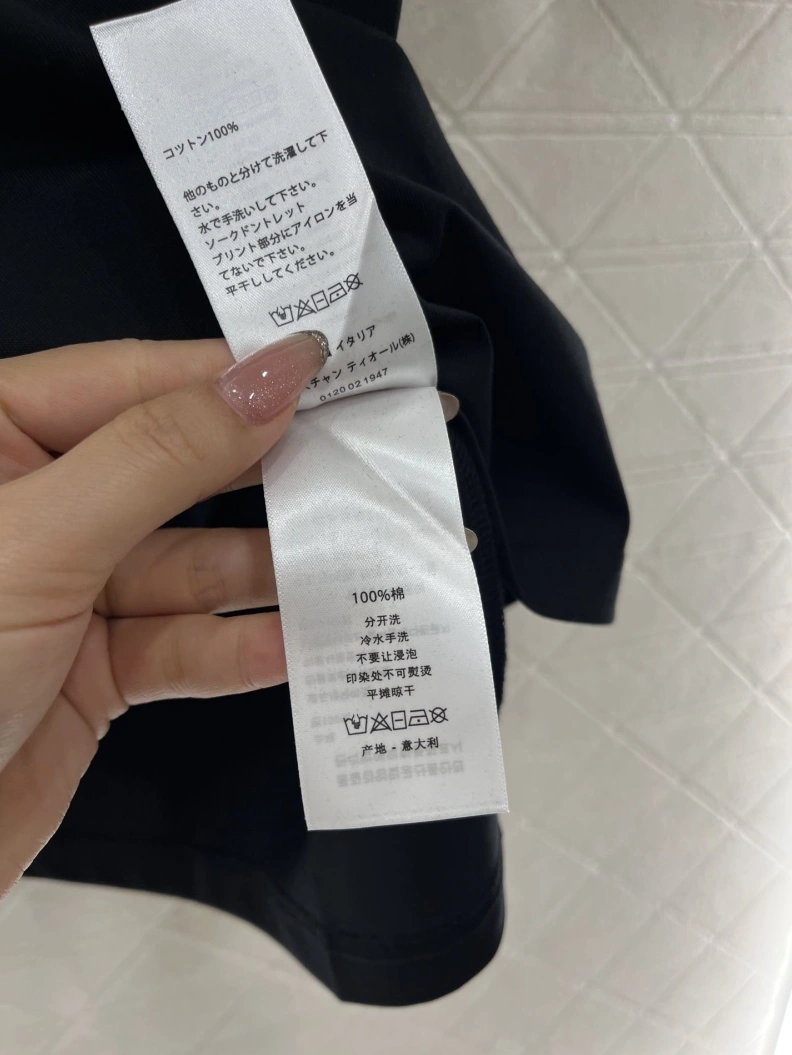 コットン100%
他のものと分けて洗濯して下
さい。
水で手洗いして下さい。
ソークドントレット
プリント部分にアイロンを当
てないで下さい。
平干ししてください。
イタリア
チャン ディオール(株)
0120 02 1947
100%棉
分开洗
冷水手洗
不要让浸泡
印染处不可熨烫
平摊晾干
产地 - 意大利